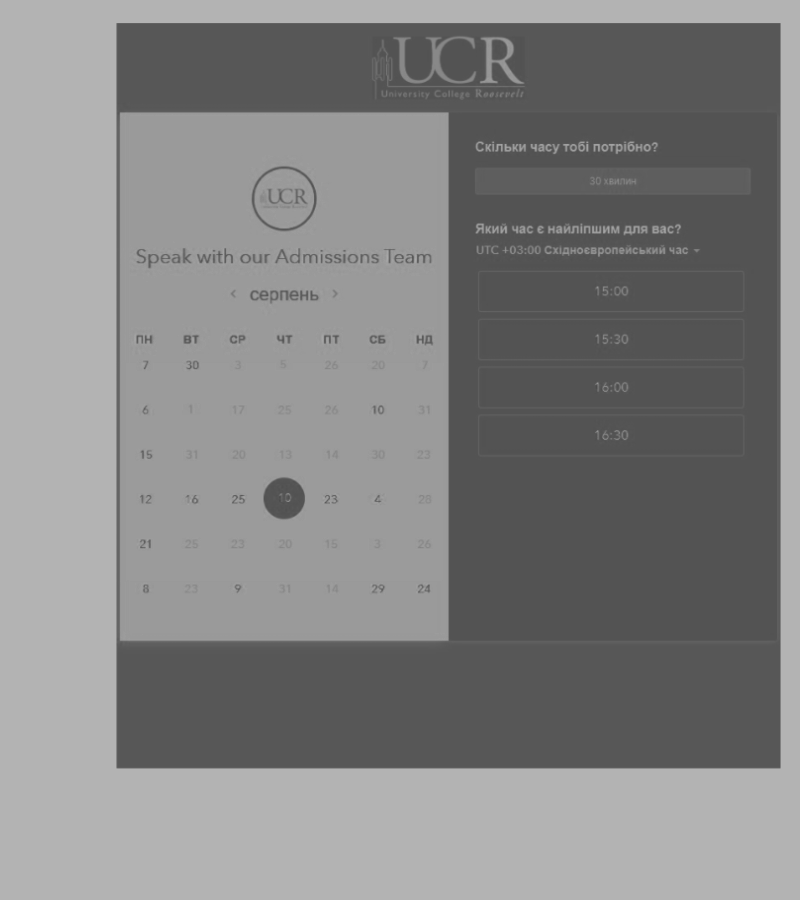 UCR
University College Roosevelt
UCR
Speak with our Admissions Team
серпень
ПН ВТ СР ЧТ ПТ СБ НД
7 30 3 5 26 20 7
6 1 17 25 26 10 31
15 31 20 13 14 30 23
12 16 25 10 23 4 28
21 25 23 20 15 3 26
8 23 9 31 14 29 24
Скільки часу тобі потрібно?
30 хвилин
Який час є найліпшим для вас?
UTC +03:00 Східноєвропейський час
15:00
15:30
16:00
16:30